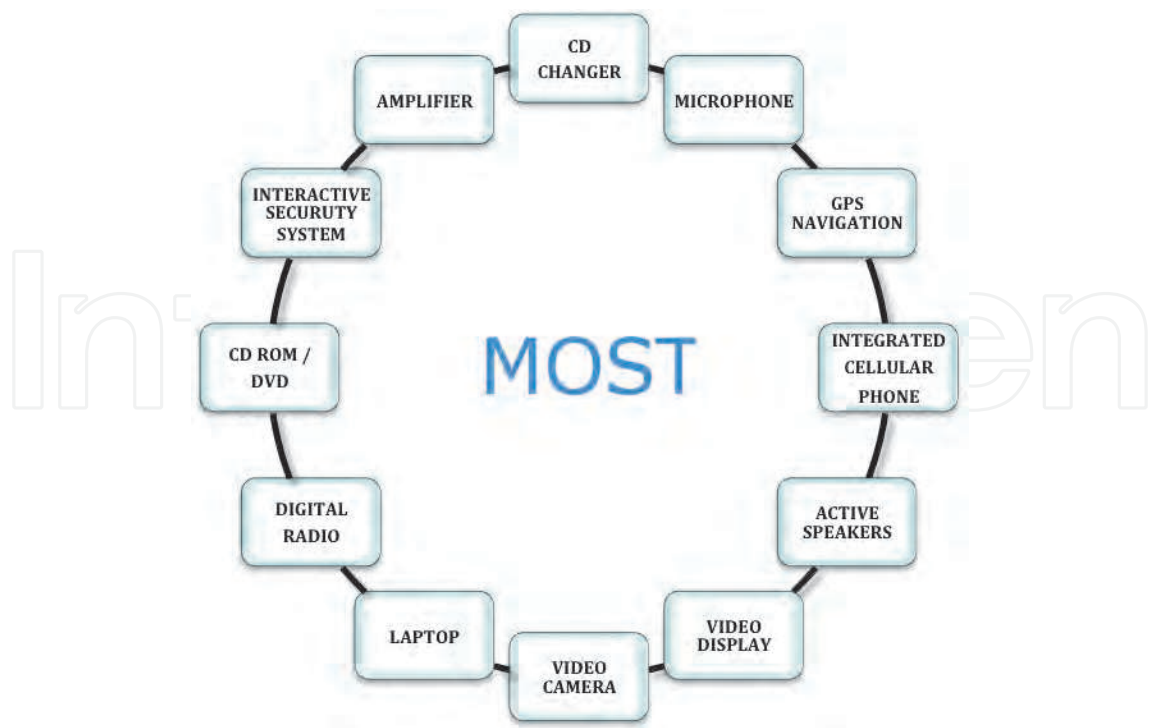 CD
CHANGER
MICROPHONE
GPS
NAVIGATION
INTEGRATED
CELLULAR
PHONE
ACTIVE
SPEAKERS
VIDEO
DISPLAY
VIDEO
CAMERA
LAPTOP
DIGITAL
RADIO
CD ROM /
DVD
INTERACTIVE
SECURUTY
SYSTEM
AMPLIFIER
MOST